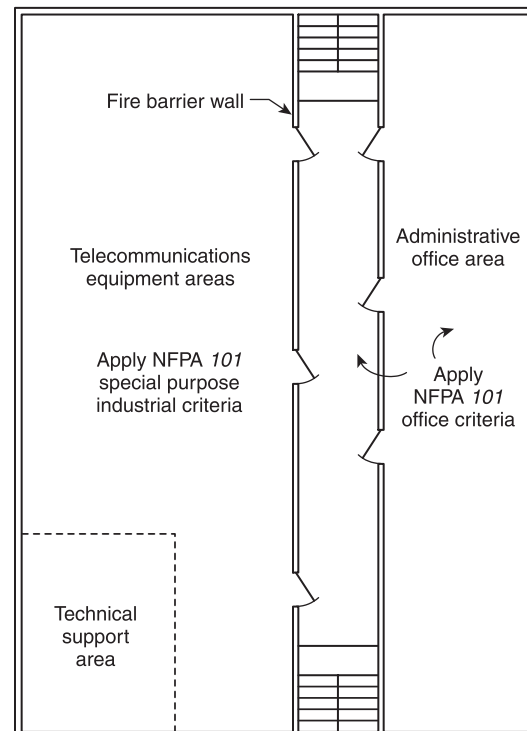 Fire barrier wall
Telecommunications
equipment areas
Administrative
office area
Apply NFPA 101
special purpose
industrial criteria
Apply
NFPA 101
office criteria
Technical
support
area